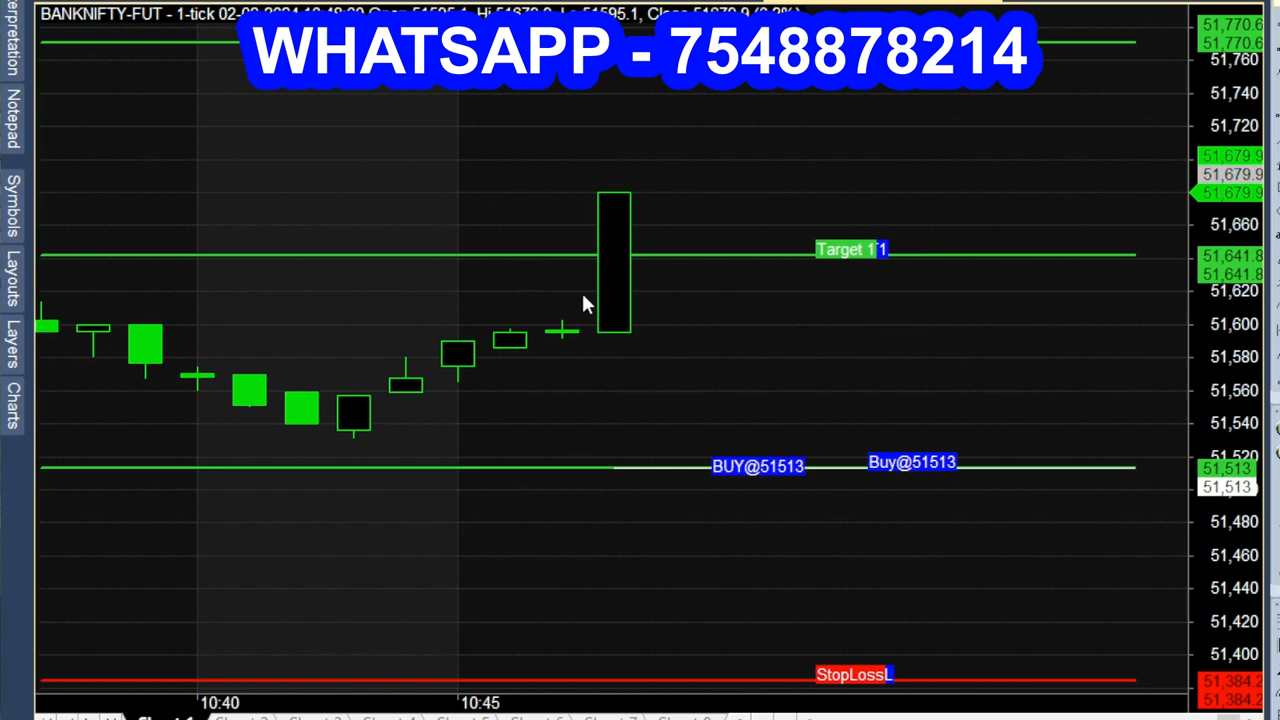 BANKNIFTY-FUT - 1-tick
WHATSAPP - 7548878214
51,770.6
51,770.6
51,760
51,740
51,720
51,679.9
51,679.9
51,679.9
51,660
Target 1
51,641.8
51,641.8
51,620
51,600
51,580
51,560
51,540
51,520
BUY@51513
Buy@51513
51,513
51,513
51,480
51,460
51,440
51,420
51,400
StopLoss
51,384.2
51,384.2
10:40
10:45
Notepad
Symbols
Layouts
Layers
Charts